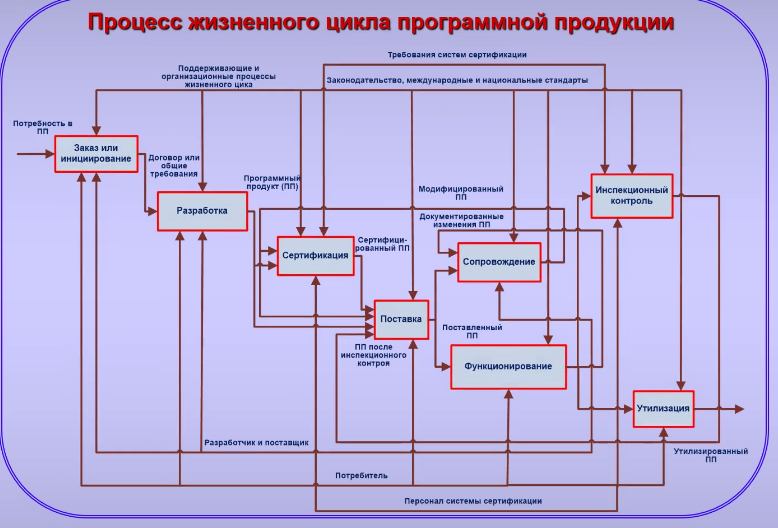 Процесс жизненного цикла программной продукции
Требования систем сертификации
Поддерживающие и
организационные процессы
жизненного цика
Законодательство, международные и национальные стандарты
Потребность в
ПП
Заказ или
инициирование
Договор или
общие
требования
Программный
продукт (ПП)
Модифицированный
ПП
Инспекционный
контроль
Разработка
Документированные
изменения ПП
Сертифици-
рованный ПП
Сертификация
Сопровождение
Поставка
Поставленный
ПП
ПП после
инспекционного
контроя
Функционирование
Утилизация
Разработчик и поставщик
Утилизированный
ПП
Потребитель
Персонал системы сертификации